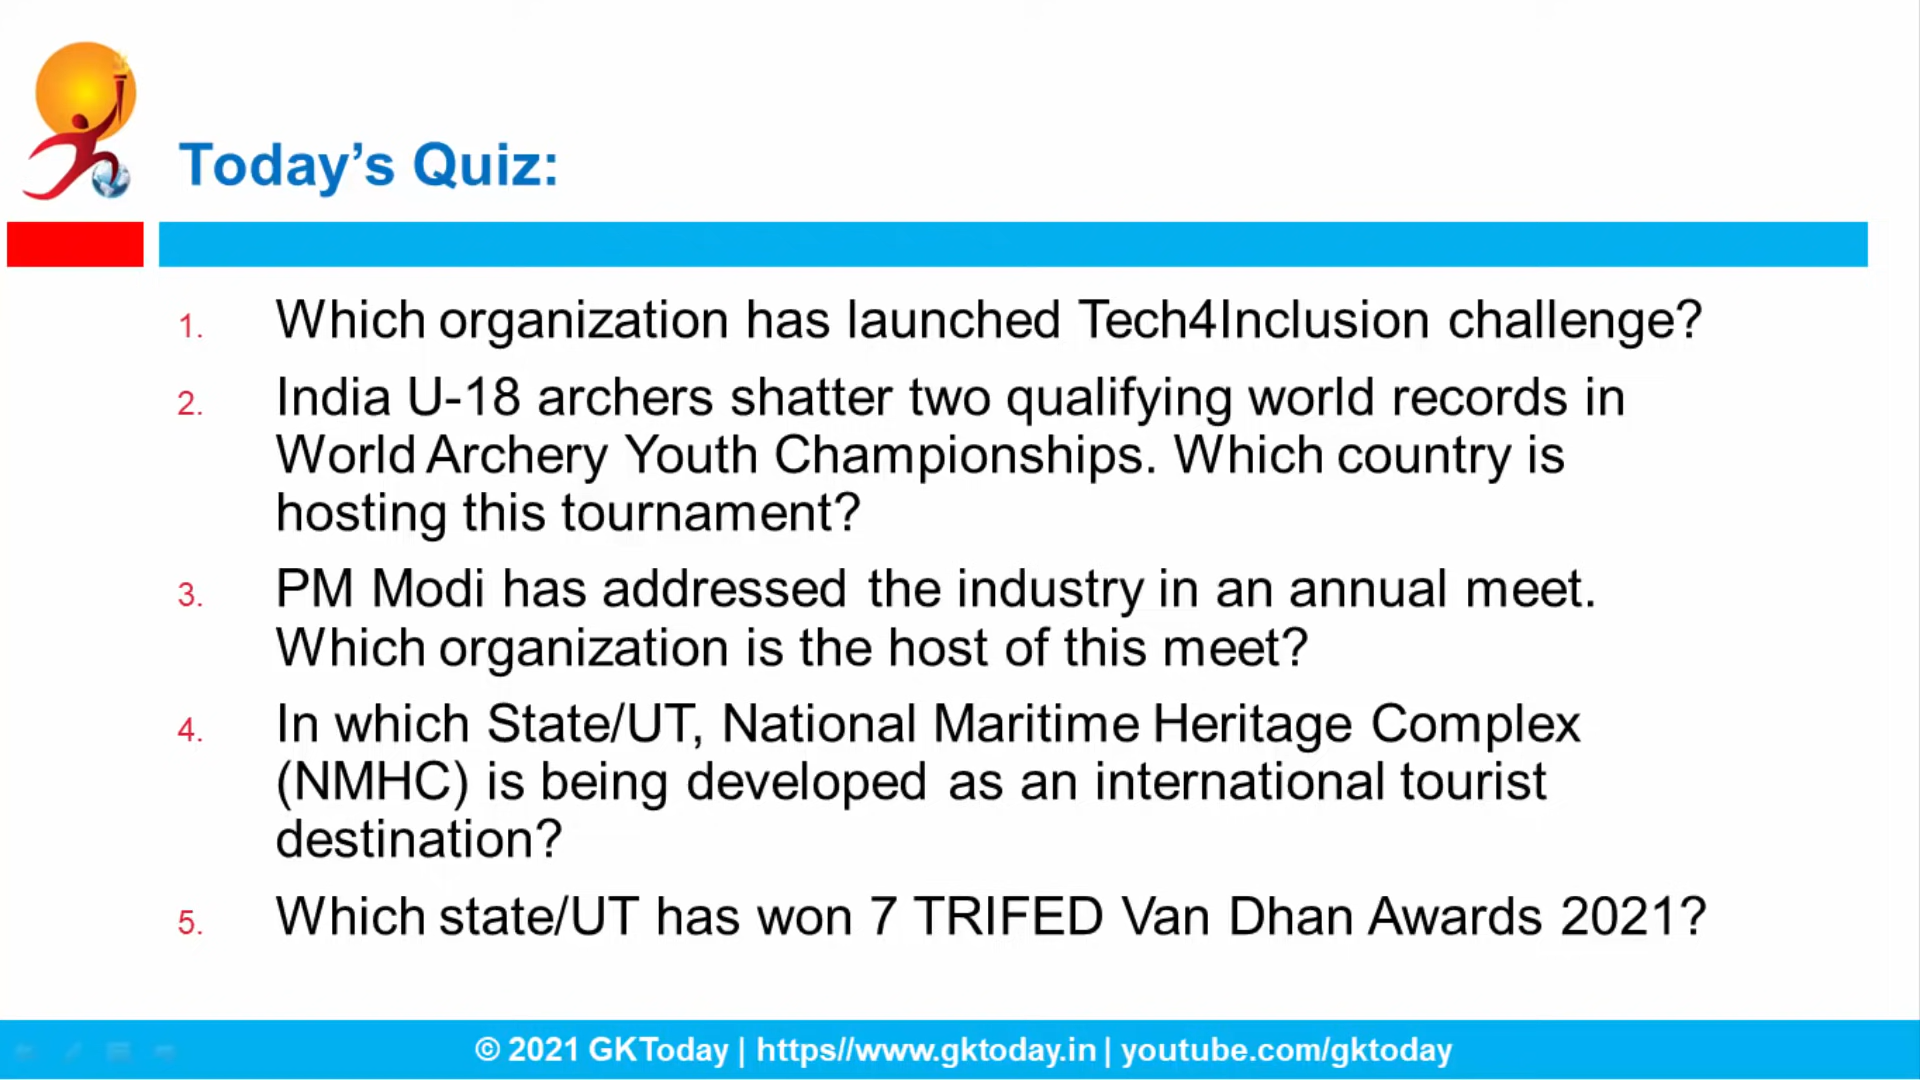 Today’s Quiz:
1. Which organization has launched Tech4Inclusion challenge?
2. India U-18 archers shatter two qualifying world records in
World Archery Youth Championships. Which country is
hosting this tournament?
3. PM Modi has addressed the industry in an annual meet.
Which organization is the host of this meet?
4. In which State/UT, National Maritime Heritage Complex
(NMHC) is being developed as an international tourist
destination?
5. Which state/UT has won 7 TRIFED Van Dhan Awards 2021?
© 2021 GKToday | https//www.gktoday.in | youtube.com/gktoday